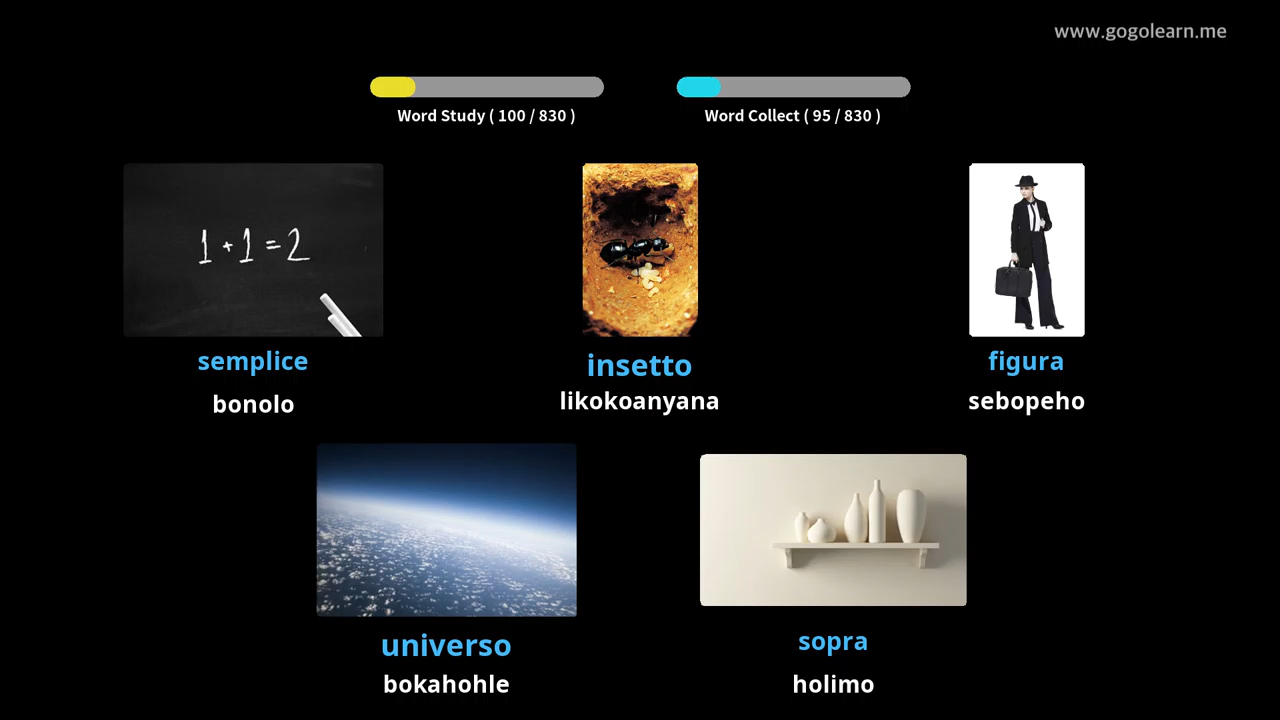 www.gogolearn.me
Word Study ( 100 / 830 )
Word Collect ( 95 / 830 )
1 + 1 = 2
semplice
bonolo
insetto
likokoanyana
figura
sebopeho
universo
bokahohle
sopra
holimo